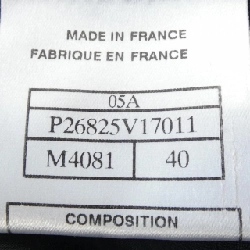 MADE IN FRANCE
FABRIQUE EN FRANCE
05A
P26825V17011
M4081 40
COMPOSITION